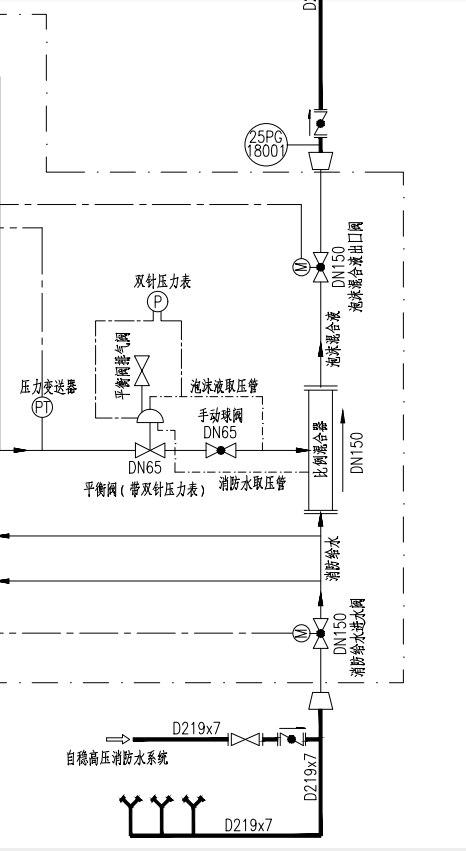 25PG
18001
M
DN150
泡沫混合液出口阀
双针压力表
P
平衡阀排气阀
泡沫混合液
压力变送器
PT
泡沫液取压管
手动球阀
DN65
DN65
比例混合器
DN150
平衡阀(带双针压力表)
消防水取压管
消防给水
M
DN150
消防给水进水阀
D219x7
自稳高压消防水系统
D219x7
D219x7